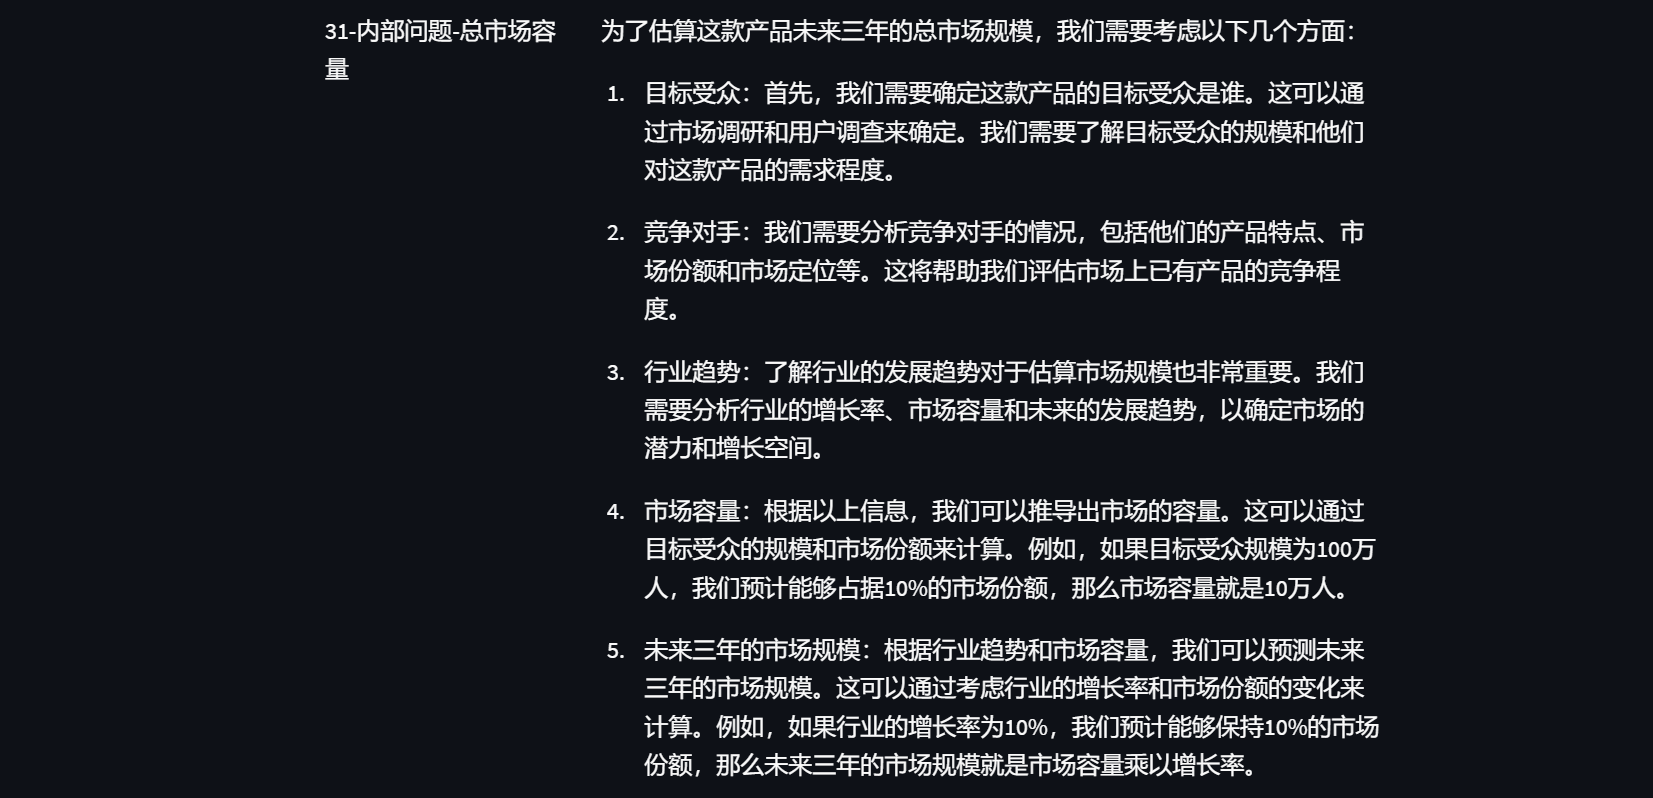 31-内部问题-总市场容
量
为了估算这款产品未来三年的总市场规模，我们需要考虑以下几个方面：
1. 目标受众：首先，我们需要确定这款产品的目标受众是谁。这可以通
过市场调研和用户调查来确定。我们需要了解目标受众的规模和他们
对这款产品的需求程度。
2. 竞争对手：我们需要分析竞争对手的情况，包括他们的产品特点、市
场份额和市场定位等。这将帮助我们评估市场上已有产品的竞争程
度。
3. 行业趋势：了解行业的发展趋势对于估算市场规模也非常重要。我们
需要分析行业的增长率、市场容量和未来的发展趋势，以确定市场的
潜力和增长空间。
4. 市场容量：根据以上信息，我们可以推导出市场的容量。这可以通过
目标受众的规模和市场份额来计算。例如，如果目标受众规模为100万
人，我们预计能够占据10%的市场份额，那么市场容量就是10万人。
5. 未来三年的市场规模：根据行业趋势和市场容量，我们可以预测未来
三年的市场规模。这可以通过考虑行业的增长率和市场份额的变化来
计算。例如，如果行业的增长率为10%，我们预计能够保持10%的市场
份额，那么未来三年的市场规模就是市场容量乘以增长率。